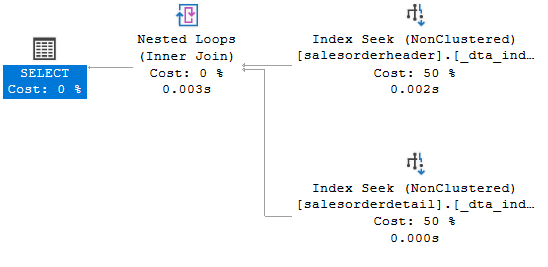 Nested Loops
(Inner Join)
Cost: 0 %
0.003s
Index Seek (NonClustered)
[salesorderheader].[_dta_ind…
Cost: 50 %
0.002s
SELECT
Cost: 0 %
Index Seek (NonClustered)
[salesorderdetail].[_dta_ind…
Cost: 50 %
0.000s